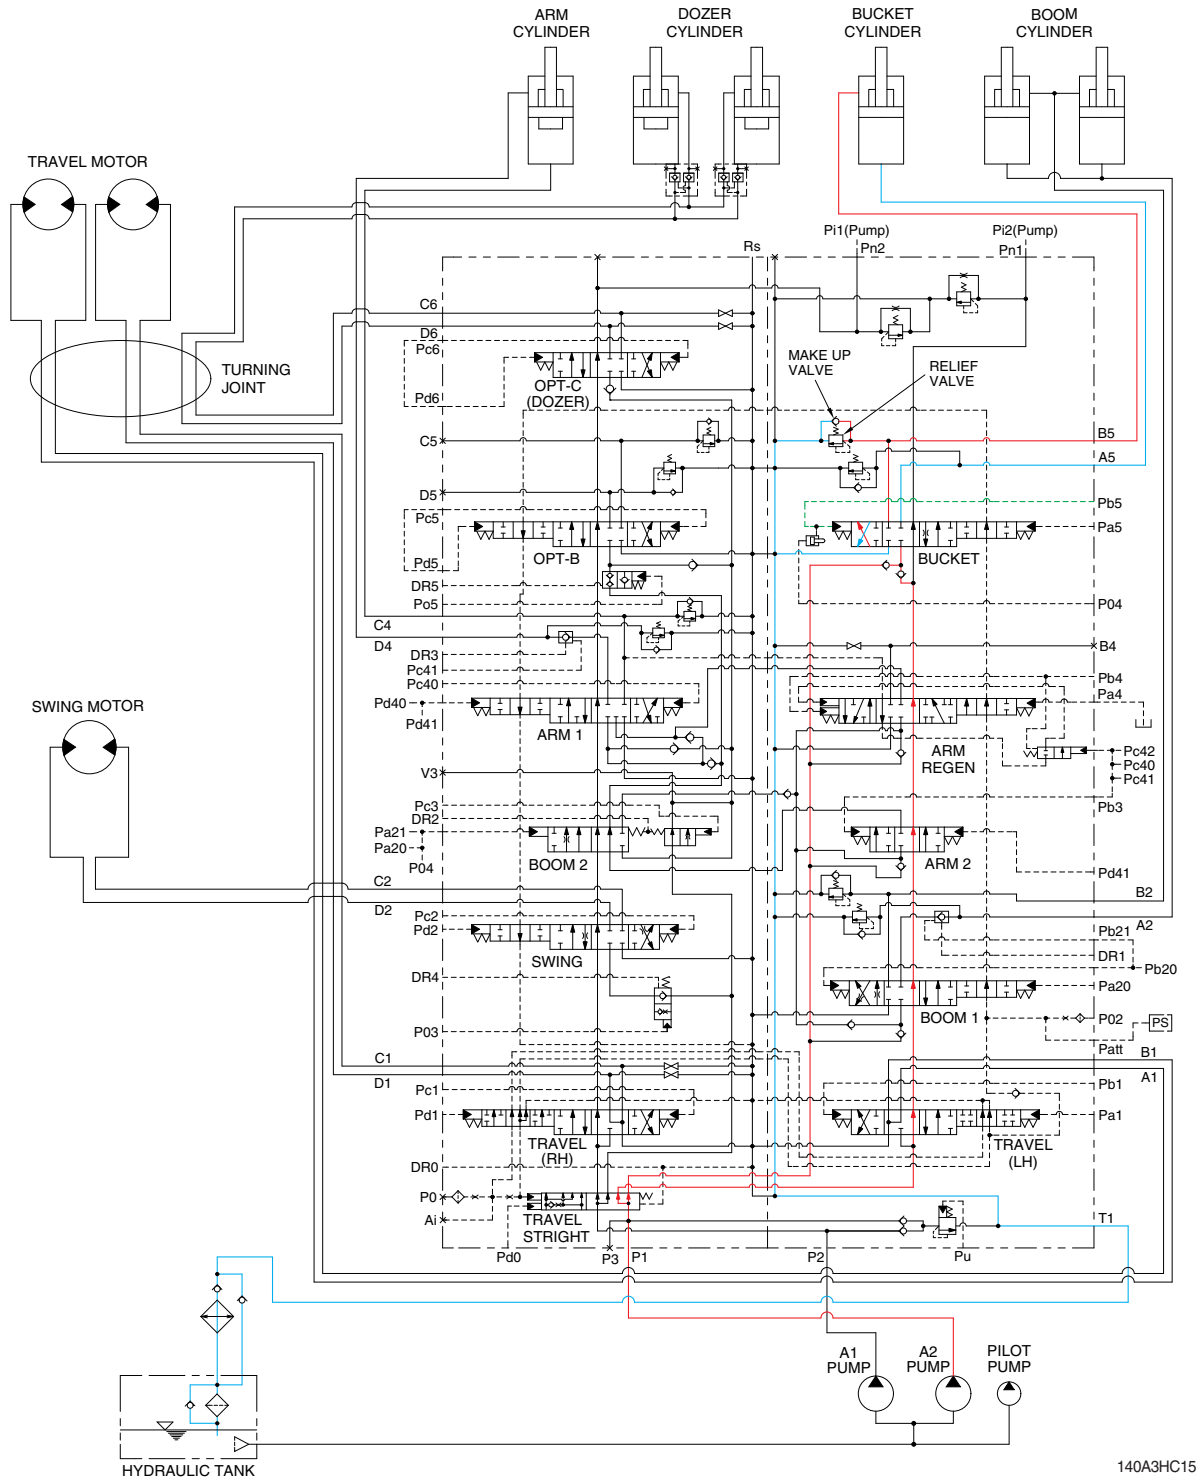 ARM
CYLINDER
DOZER
CYLINDER
BUCKET
CYLINDER
BOOM
CYLINDER
TRAVEL MOTOR
Rs
Pi1(Pump)
Pn2
Pi2(Pump)
Pn1
C6
D6
Pc6
Pd6
TURNING
JOINT
OPT-C
(DOZER)
MAKE UP
VALVE
RELIEF
VALVE
C5
B5
A5
D5
Pc5
Pb5
Pa5
Pd5
OPT-B
BUCKET
DR5
Po5
P04
C4
D4
B4
DR3
Pc41
Pc40
Pb4
Pa4
Pd40
Pd41
SWING MOTOR
ARM 1
ARM
REGEN
Pc42
Pc40
Pc41
V3
Pc3
DR2
Pb3
Pa21
Pa20
P04
BOOM 2
ARM 2
Pd41
C2
D2
B2
A2
Pc2
Pd2
Pb21
DR1
SWING
Pb20
DR4
Pa20
BOOM 1
P03
P02
PS
Patt
C1
D1
B1
A1
Pc1
Pb1
Pd1
Pa1
TRAVEL
(RH)
TRAVEL
(LH)
DR0
P0
Ai
TRAVEL
STRIGHT
T1
Pd0
P3
P1
P2
Pu
A1
PUMP
A2
PUMP
PILOT
PUMP
HYDRAULIC TANK
140A3HC15